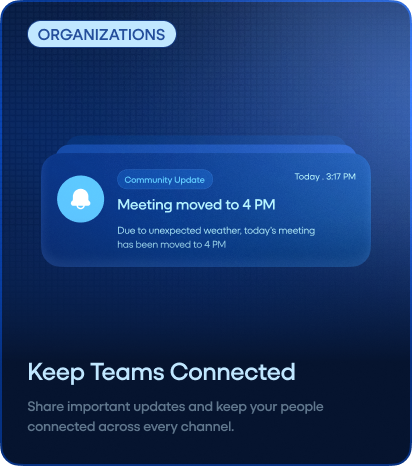 ORGANIZATIONS
Community Update
Today . 3:17 PM
Meeting moved to 4 PM
Due to unexpected weather, today's meeting
has been moved to 4 PM
Keep Teams Connected
Share important updates and keep your people
connected across every channel.